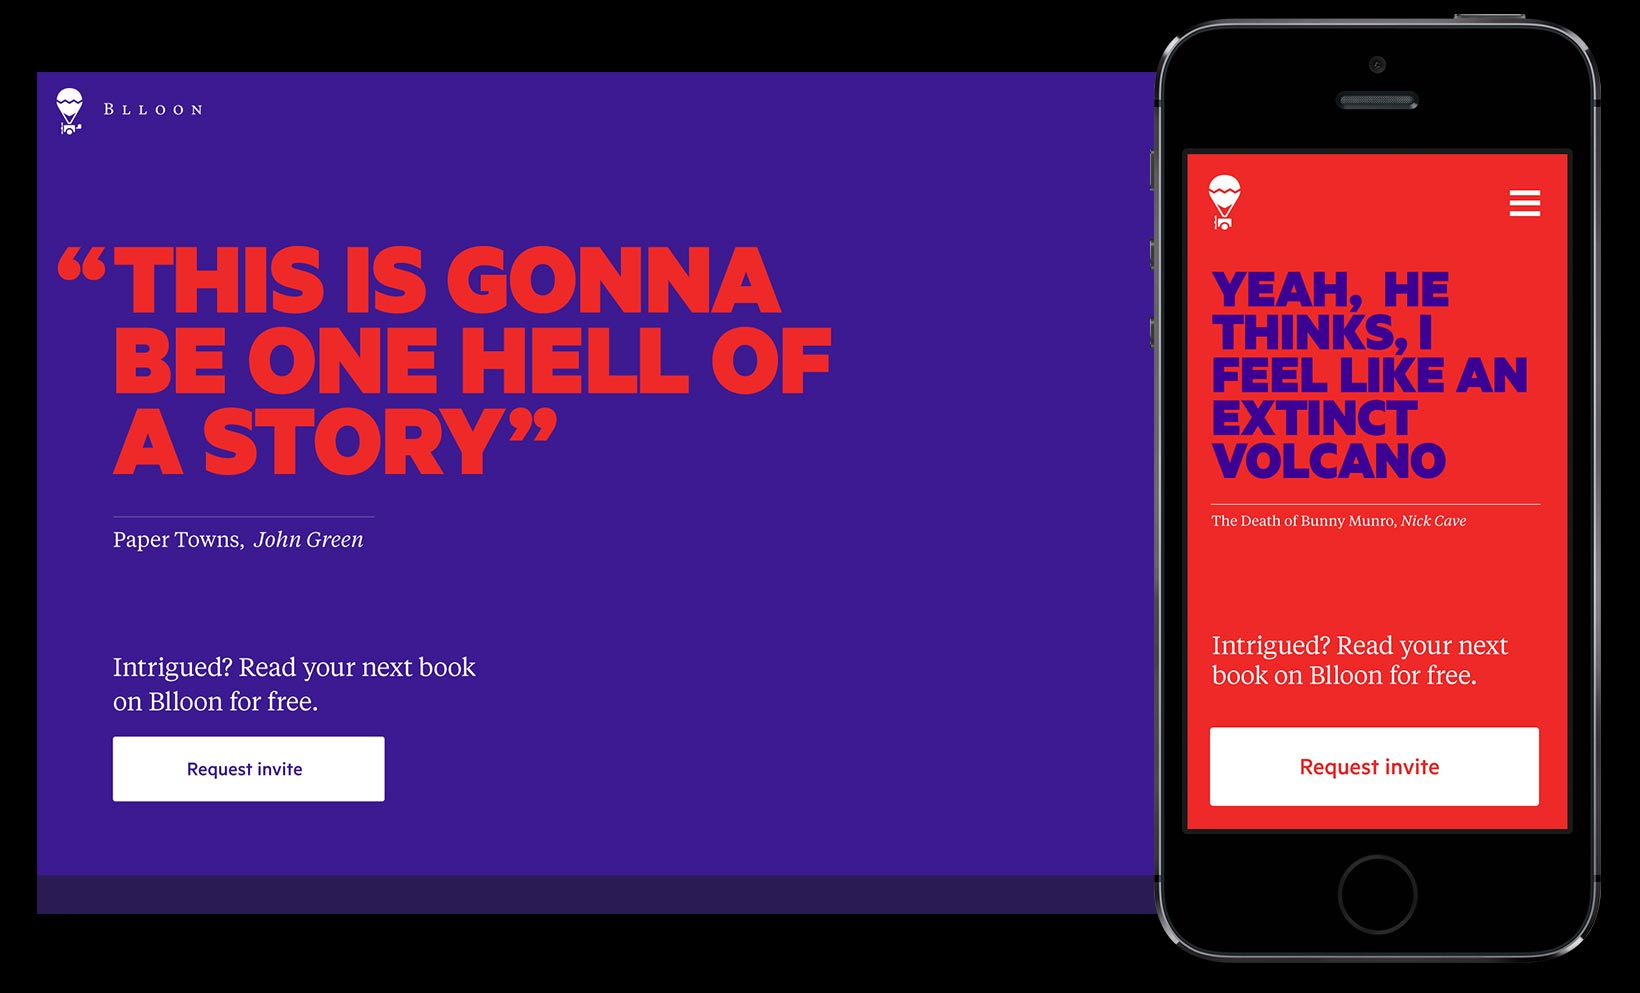 Blloon
“THIS IS GONNA
BE ONE HELL OF
A STORY”
Paper Towns, John Green
Intrigued? Read your next book
on Blloon for free.
Request invite
YEAH, HE
THINKS, I
FEEL LIKE AN
EXTINCT
VOLCANO
The Death of Bunny Munro, Nick Cave
Intrigued? Read your next
book on Blloon for free.
Request invite